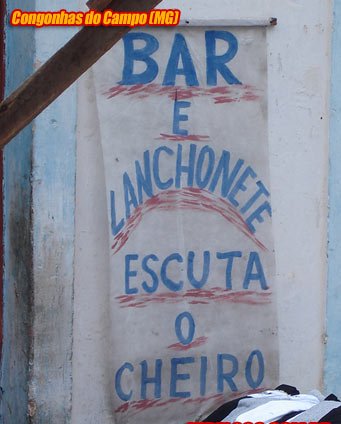 Congonhas do Campo (MG)
BAR
E
LANCHONETE
ESCUTA
O
CHEIRO